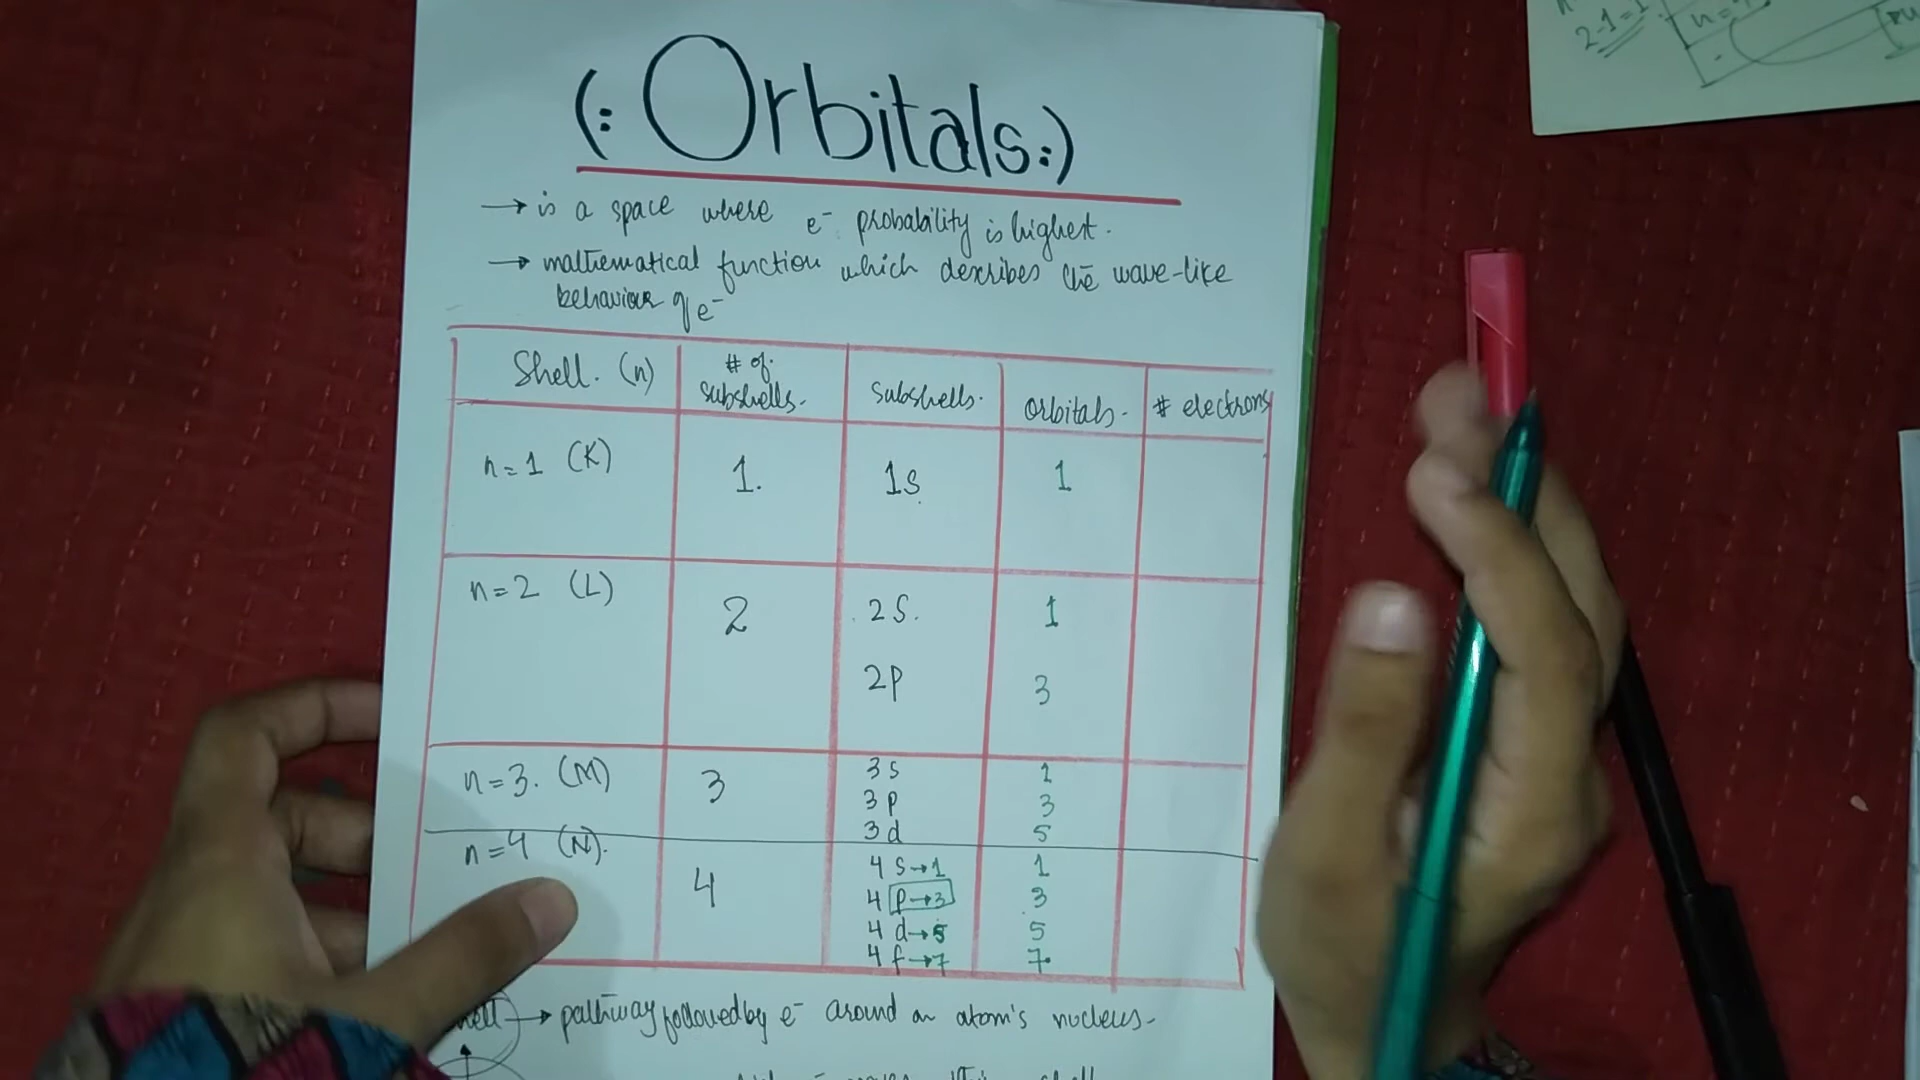 (: Orbitals :)
→ is a space where e⁻ probability is highest.
→ mathematical function which describes the wave-like
behaviour of e⁻
Shell. (n) # of subshells. Subshells. Orbitals. # electrons
n=1 (K) 1. 1s 1
n=2 (L) 2 2s. 1
2p 3
n=3. (M) 3 3s 1
3p 3
3d 5
n=4 (N). 4 4s→1 1
4p→3 3
4d→5 5
4f→7 7.
→ pathway followed by e⁻ around an atom's nucleus-
2-1=1
n=